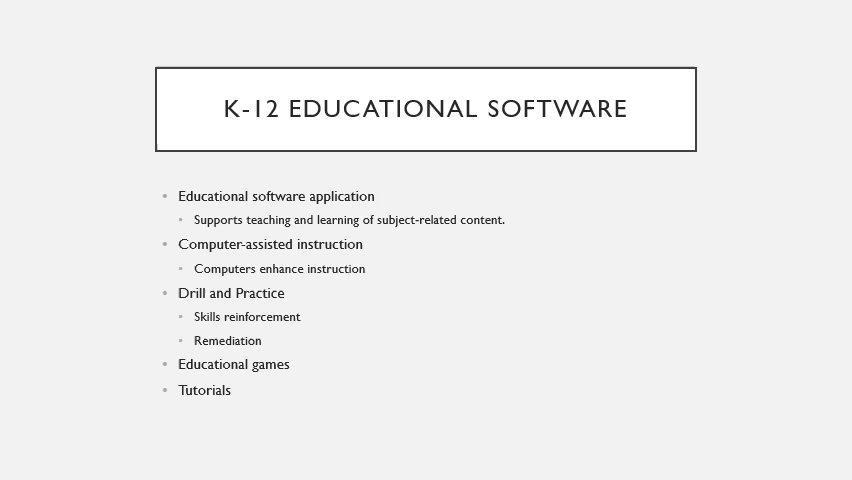 K-12 EDUCATIONAL SOFTWARE
• Educational software application
• Supports teaching and learning of subject-related content.
• Computer-assisted instruction
• Computers enhance instruction
• Drill and Practice
• Skills reinforcement
• Remediation
• Educational games
• Tutorials